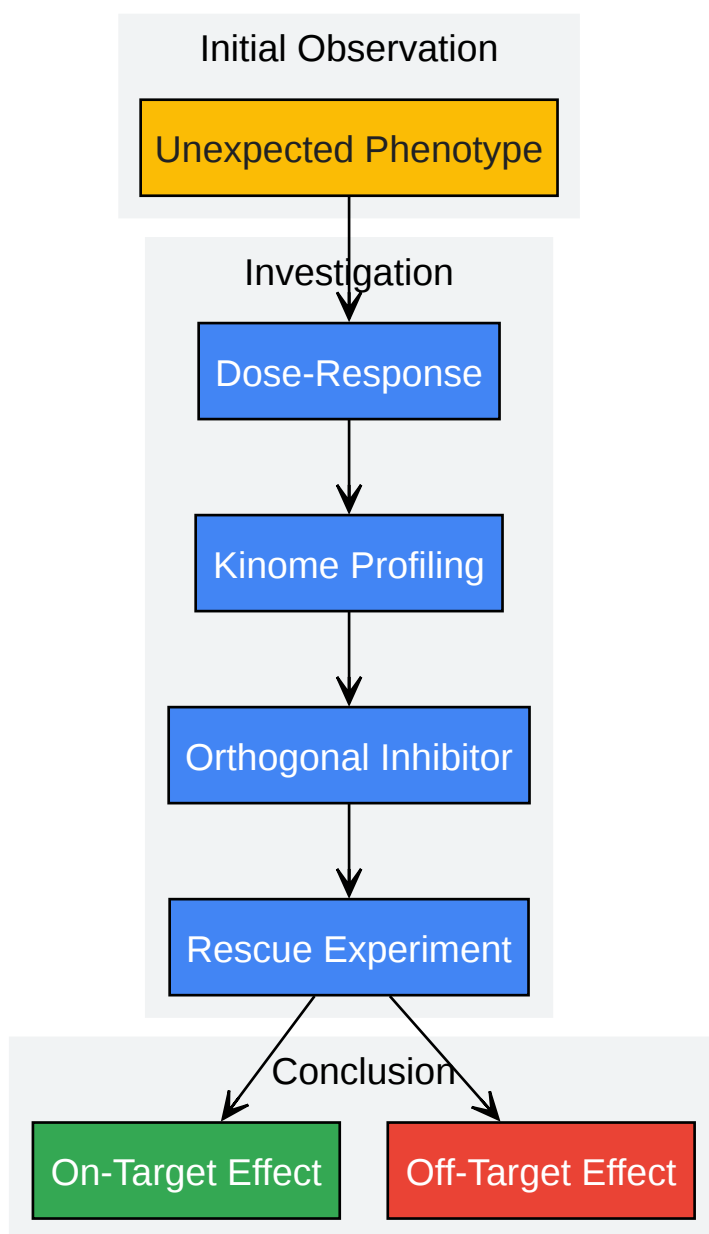 Initial Observation
Unexpected Phenotype
Investigation
Dose-Response
Kinome Profiling
Orthogonal Inhibitor
Rescue Experiment
Conclusion
On-Target Effect
Off-Target Effect